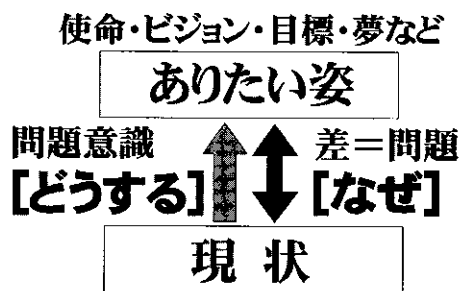 使命・ビジョン・目標・夢など
ありたい姿
問題意識
[どうする]
差＝問題
[なぜ]
現状